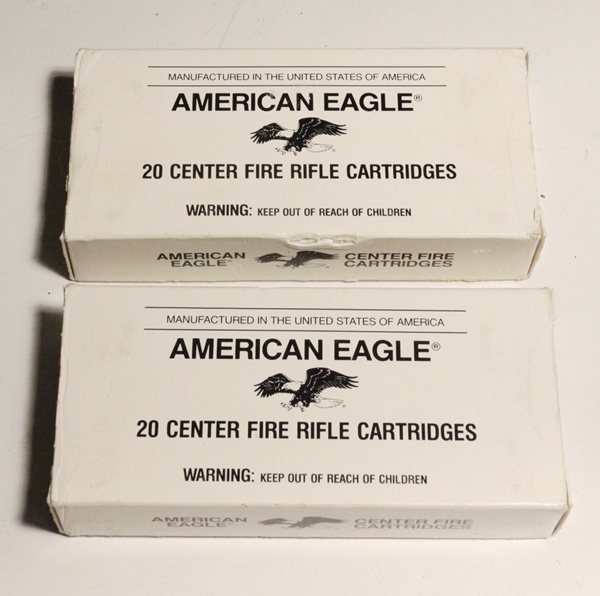 MANUFACTURED IN THE UNITED STATES OF AMERICA
AMERICAN EAGLE®
20 CENTER FIRE RIFLE CARTRIDGES
WARNING: KEEP OUT OF REACH OF CHILDREN
AMERICAN EAGLE® CENTER FIRE CARTRIDGES
MANUFACTURED IN THE UNITED STATES OF AMERICA
AMERICAN EAGLE®
20 CENTER FIRE RIFLE CARTRIDGES
WARNING: KEEP OUT OF REACH OF CHILDREN
AMERICAN EAGLE® CENTER FIRE CARTRIDGES